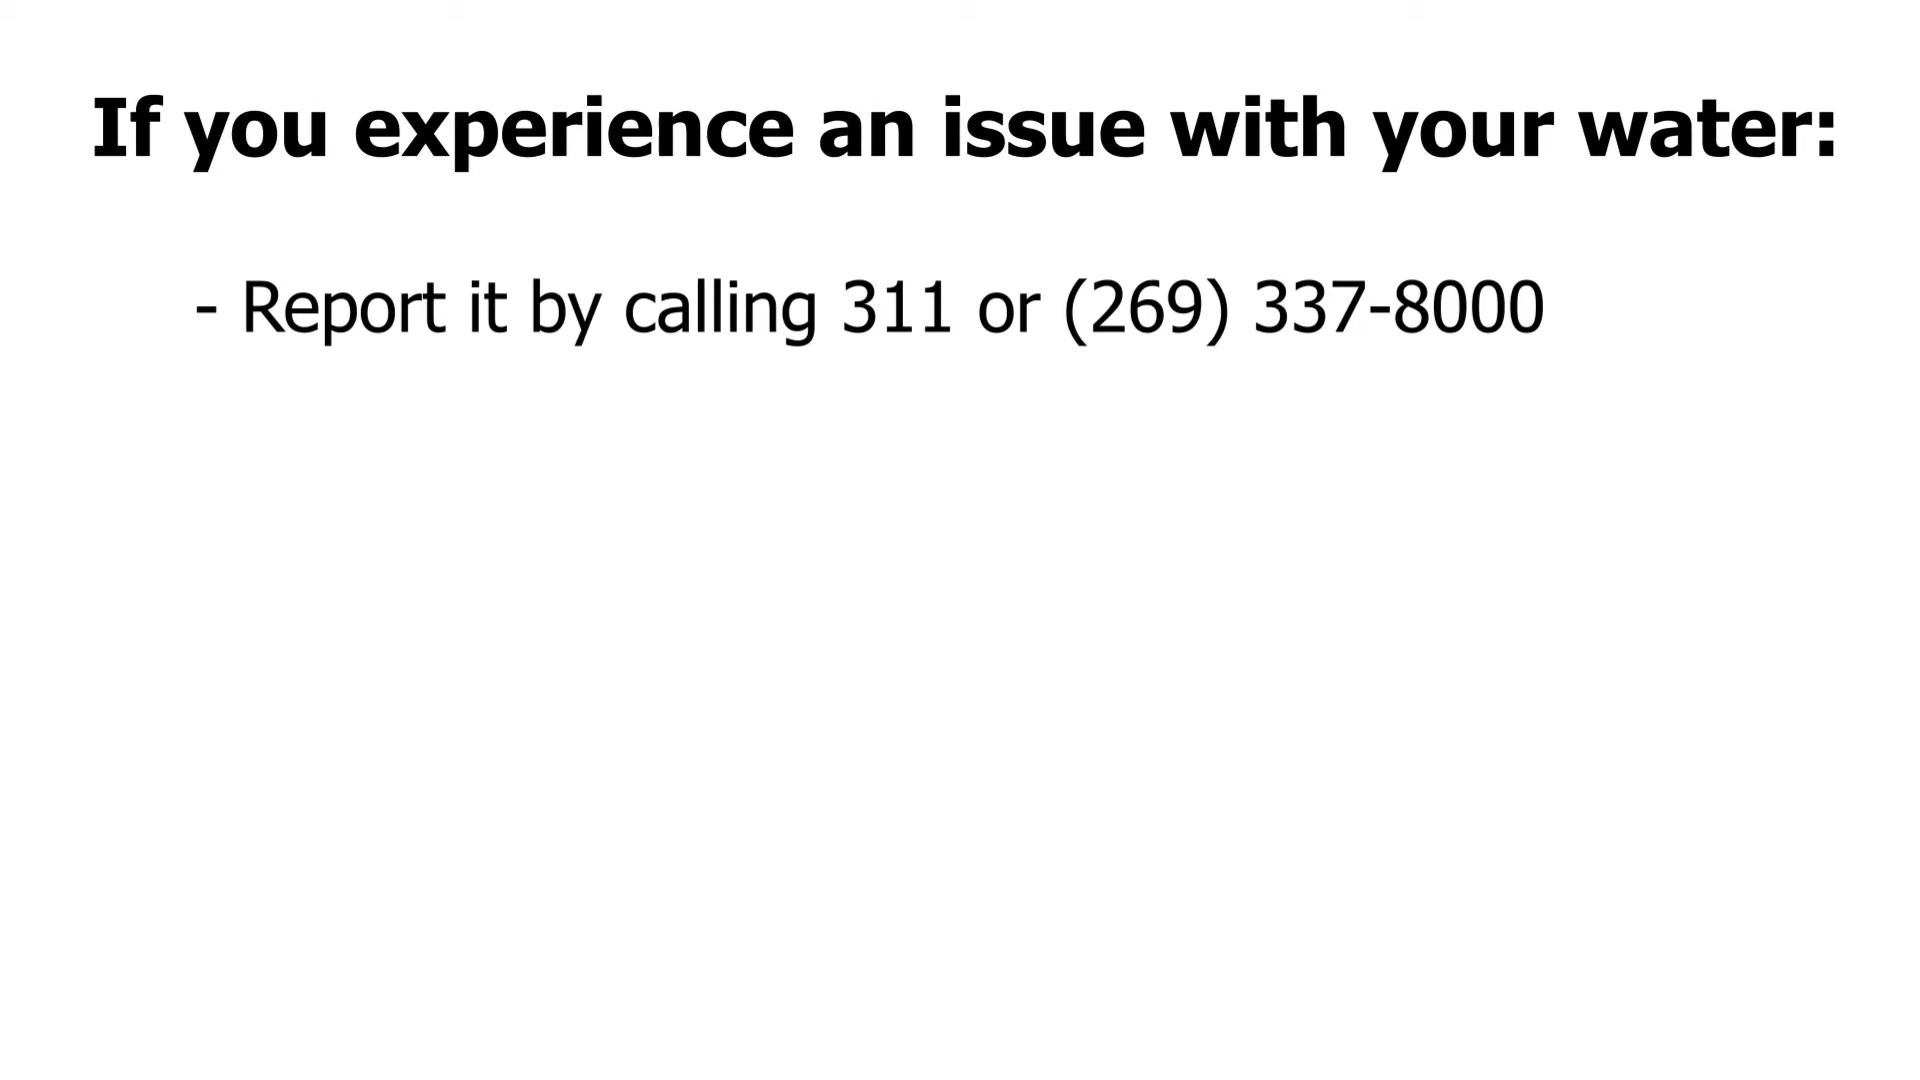 If you experience an issue with your water:
- Report it by calling 311 or (269) 337-8000